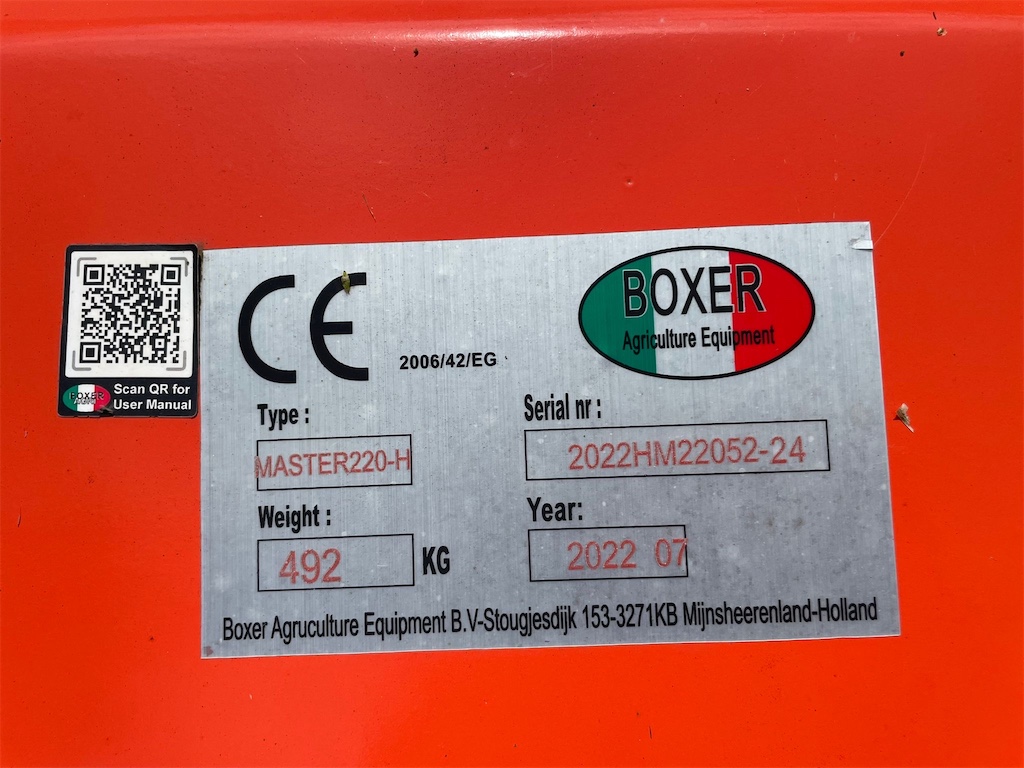 Scan QR for
User Manual
BOXER
CE
2006/42/EG
BOXER
Agriculture Equipment
Type :
MASTER220-H
Serial nr :
2022HM22052-24
Weight :
492 KG
Year:
2022 07
Boxer Agruculture Equipment B.V-Stougjesdijk 153-3271KB Mijnsheerenland-Holland